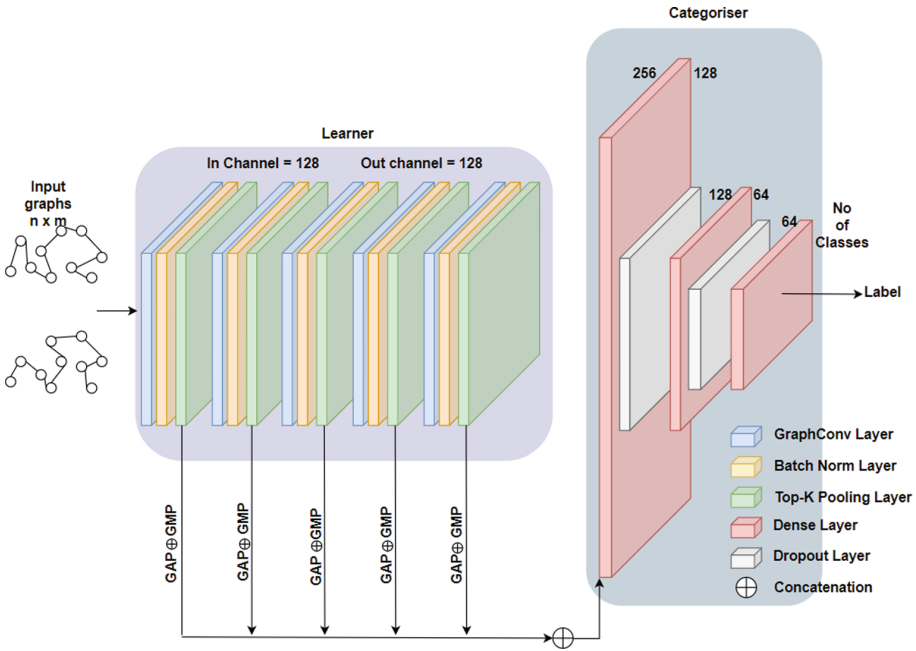 Categoriser
256
128
Learner
In Channel = 128
Out channel = 128
Input
graphs
n x m
128
64
64
No
of
Classes
Label
GAP⊕GMP
GAP⊕ GMP
GAP ⊕GMP
GAP⊕GMP
GAP⊕ GMP
GraphConv Layer
Batch Norm Layer
Top-K Pooling Layer
Dense Layer
Dropout Layer
Concatenation